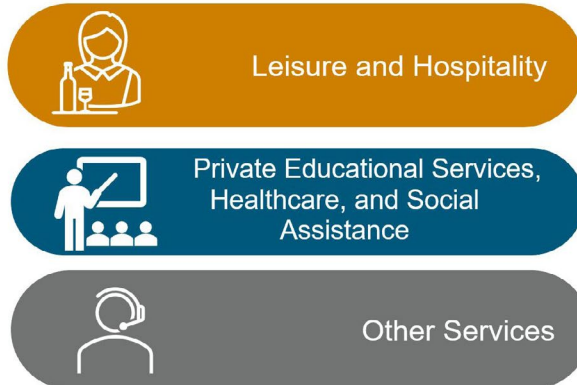 Leisure and Hospitality
Private Educational Services,
Healthcare, and Social
Assistance
Other Services